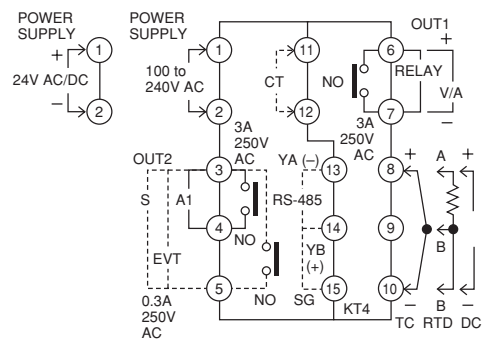 POWER
SUPPLY
+
24V AC/DC
−
1
2
POWER
SUPPLY
1
100 to
240V AC
2
11
CT
12
OUT1
6
+
NO
RELAY
V/A
7
−
3A
250V
AC
3A
250V
AC
OUT2
3
S
A1
4
NO
EVT
5
NO
0.3A
250V
AC
YA (−)
13
RS-485
14
YB
(+)
SG
15
KT4
8
+
A
+
9
B
10
−
B
−
TC
RTD
DC